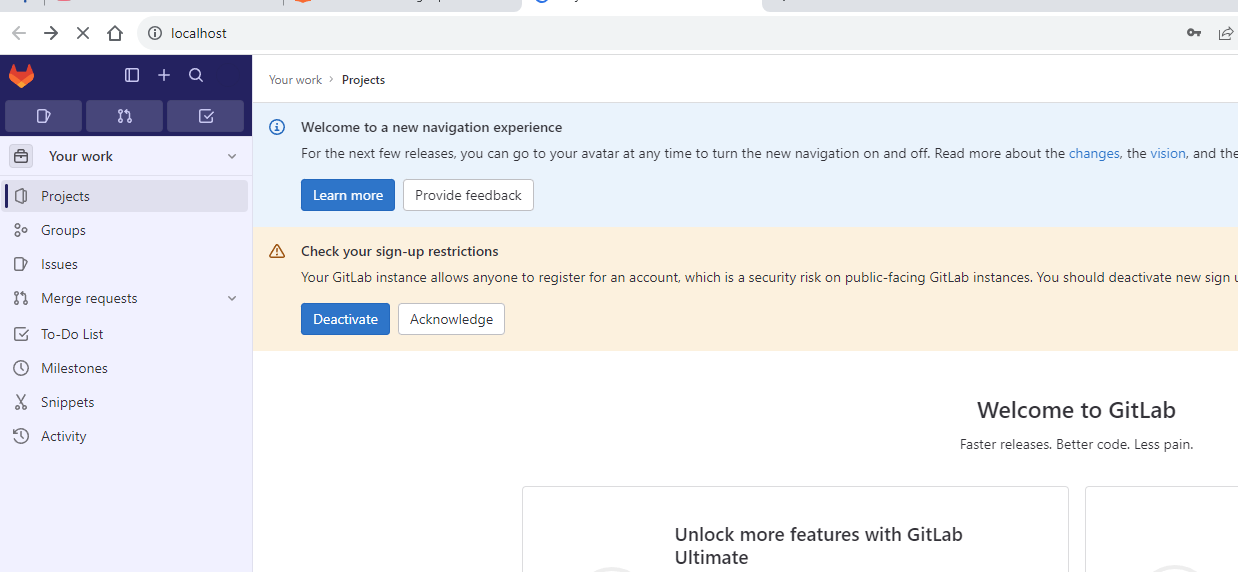 localhost
Your work › Projects
Welcome to a new navigation experience
For the next few releases, you can go to your avatar at any time to turn the new navigation on and off. Read more about the changes, the vision, and the
Learn more
Provide feedback
Check your sign-up restrictions
Your GitLab instance allows anyone to register for an account, which is a security risk on public-facing GitLab instances. You should deactivate new sign
Deactivate
Acknowledge
Your work
Projects
Groups
Issues
Merge requests
To-Do List
Milestones
Snippets
Activity
Welcome to GitLab
Faster releases. Better code. Less pain.
Unlock more features with GitLab
Ultimate